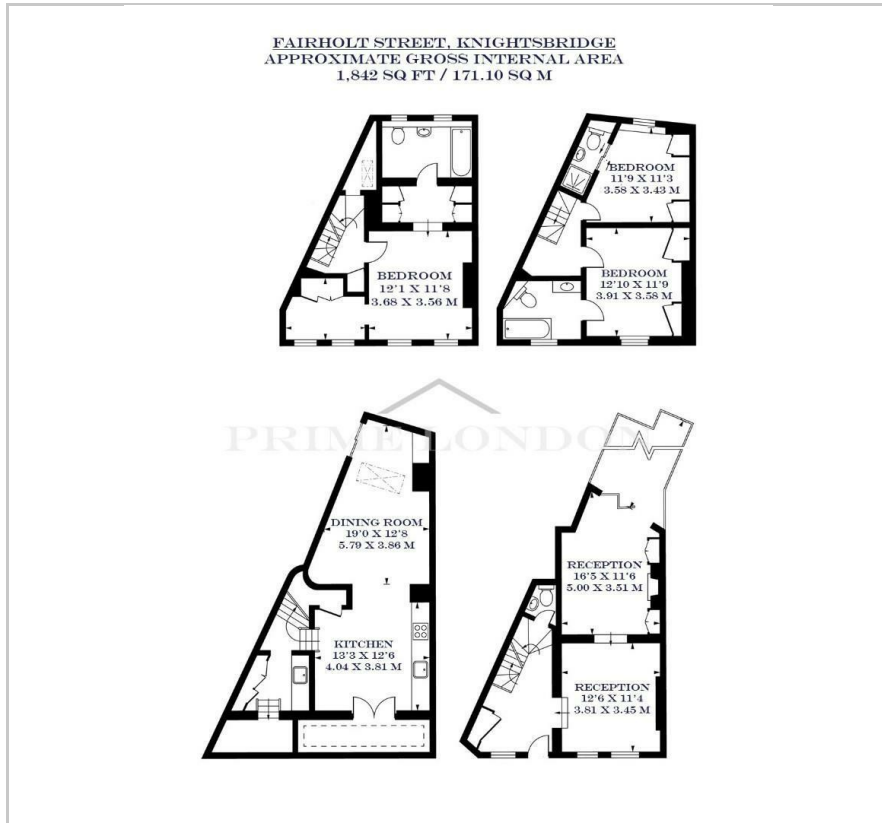 FAIRHOLT STREET, KNIGHTSBRIDGE
APPROXIMATE GROSS INTERNAL AREA
1,842 SQ FT / 171.10 SQ M
BEDROOM
12'1 X 11'8
3.68 X 3.56 M
BEDROOM
11'9 X 11'3
3.58 X 3.43 M
BEDROOM
12'10 X 11'9
3.91 X 3.58 M
PRIME LONDON
DINING ROOM
19'0 X 12'8
5.79 X 3.86 M
KITCHEN
13'3 X 12'6
4.04 X 3.81 M
RECEPTION
16'5 X 11'6
5.00 X 3.51 M
RECEPTION
12'6 X 11'4
3.81 X 3.45 M